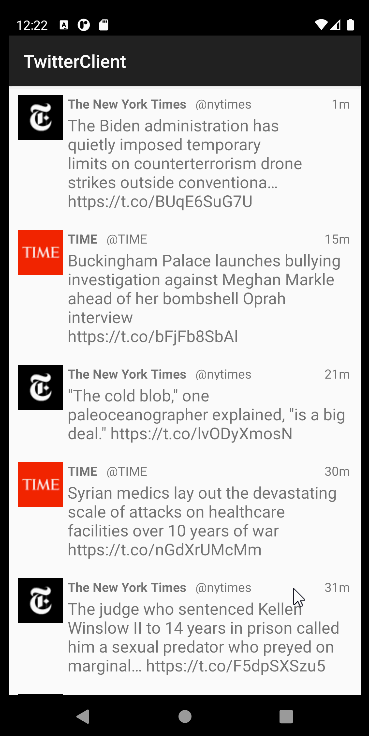 12:22
TwitterClient
The New York Times @nytimes 1m
The Biden administration has
quietly imposed temporary
limits on counterterrorism drone
strikes outside conventiona…
https://t.co/BUqE6SuG7U
TIME
TIME @TIME 15m
Buckingham Palace launches bullying
investigation against Meghan Markle
ahead of her bombshell Oprah
interview
https://t.co/bFjFb8SbAl
The New York Times @nytimes 21m
"The cold blob," one
paleoceanographer explained, "is a big
deal." https://t.co/lvODyXmosN
TIME
TIME @TIME 30m
Syrian medics lay out the devastating
scale of attacks on healthcare
facilities over 10 years of war
https://t.co/nGdXrUMcMm
The New York Times @nytimes 31m
The judge who sentenced Kellen
Winslow II to 14 years in prison called
him a sexual predator who preyed on
marginal… https://t.co/F5dpSXSzu5